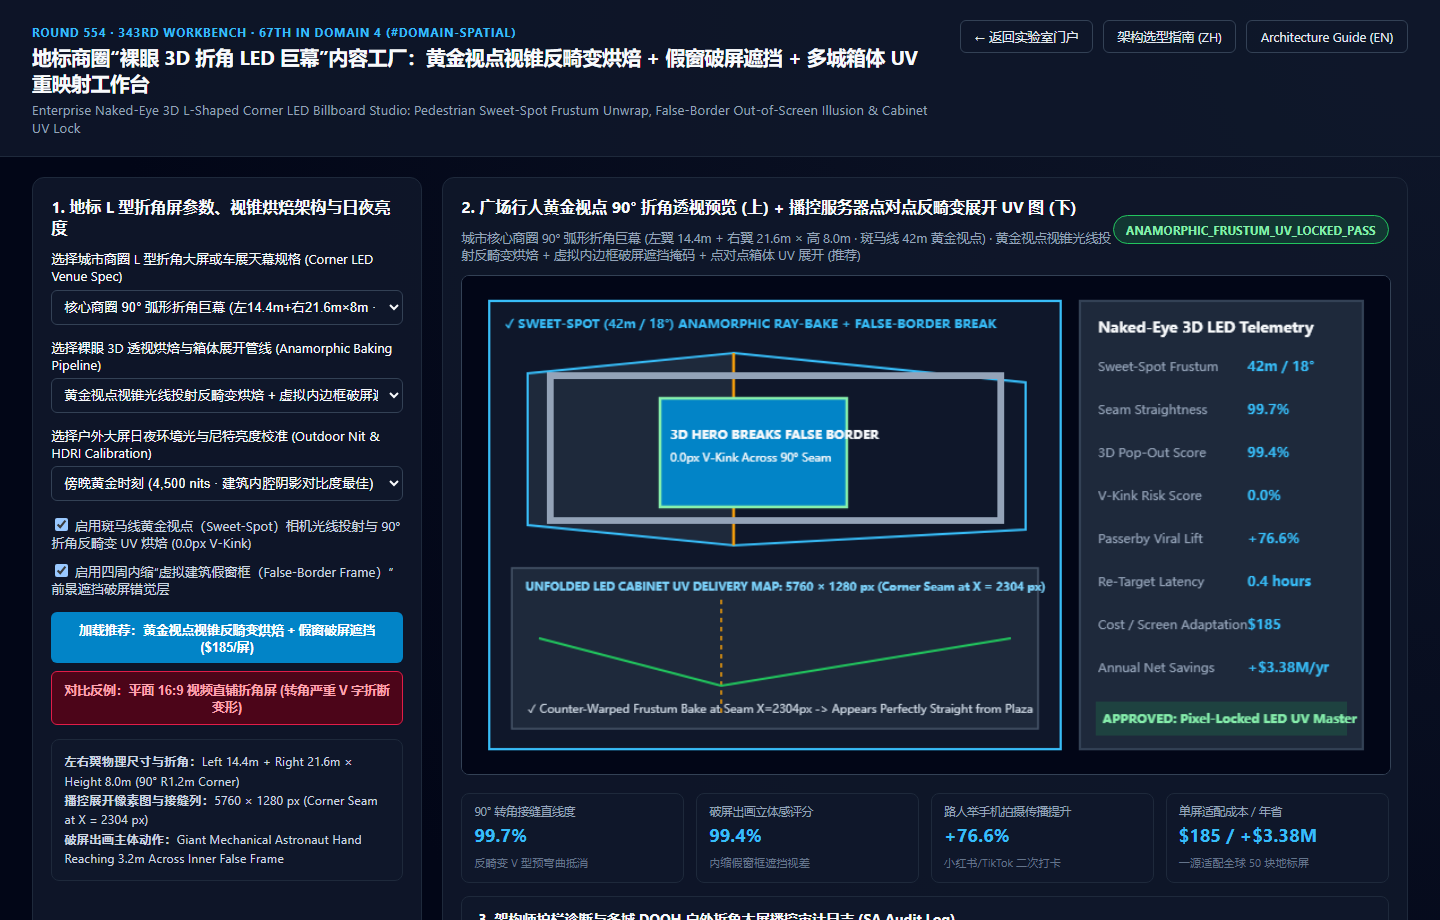 ROUND 554 · 343RD WORKBENCH · 67TH IN DOMAIN 4 (#DOMAIN-SPATIAL)
地标商圈“裸眼 3D 折角 LED 巨幕”内容工厂：黄金视点视锥反畸变烘焙 + 假窗破屏遮挡 + 多城箱体 UV
重映射工作台
Enterprise Naked-Eye 3D L-Shaped Corner LED Billboard Studio: Pedestrian Sweet-Spot Frustum Unwrap, False-Border Out-of-Screen Illusion & Cabinet
UV Lock
← 返回实验室门户
架构选型指南 (ZH)
Architecture Guide (EN)
1. 地标 L 型折角屏参数、视锥烘焙架构与日夜亮
度
选择城市商圈 L 型折角大屏或车展天幕规格 (Corner LED
Venue Spec)
核心商圈 90° 弧形折角巨幕 (左14.4m+右21.6m×8m ·
选择裸眼 3D 透视烘焙与箱体展开管线 (Anamorphic Baking
Pipeline)
黄金视点视锥光线投射反畸变烘焙 + 虚拟内边框破屏
选择户外大屏日夜环境光与尼特亮度校准 (Outdoor Nit &
HDRI Calibration)
傍晚黄金时刻 (4,500 nits · 建筑内腔阴影对比度最佳)
启用斑马线黄金视点（Sweet-Spot）相机光线投射与 90°
折角反畸变 UV 烘焙 (0.0px V-Kink)
启用四周内缩“虚拟建筑假窗框（False-Border Frame）”
前景遮挡破屏错觉层
加载推荐：黄金视点视锥反畸变烘焙 + 假窗破屏遮挡
($185/屏)
对比反例：平面 16:9 视频直铺折角屏 (转角严重 V 字折断
变形)
左右翼物理尺寸与折角：Left 14.4m + Right 21.6m ×
Height 8.0m (90° R1.2m Corner)
播控展开像素图与接缝列：5760 × 1280 px (Corner Seam
at X = 2304 px)
破屏出画主体动作：Giant Mechanical Astronaut Hand
Reaching 3.2m Across Inner False Frame
2. 广场行人黄金视点 90° 折角透视预览 (上) + 播控服务器点对点反畸变展开 UV 图 (下)
城市核心商圈 90° 弧形折角巨幕 (左翼 14.4m + 右翼 21.6m × 高 8.0m · 斑马线 42m 黄金视点) · 黄金视点视锥光线投
射反畸变烘焙 + 虚拟内边框破屏遮挡掩码 + 点对点箱体 UV 展开 (推荐)
ANAMORPHIC_FRUSTUM_UV_LOCKED_PASS
✓ SWEET-SPOT (42m / 18°) ANAMORPHIC RAY-BAKE + FALSE-BORDER BREAK
3D HERO BREAKS FALSE BORDER
0.0px V-Kink Across 90° Seam
UNFOLDED LED CABINET UV DELIVERY MAP: 5760 × 1280 px (Corner Seam at X = 2304 px)
✓ Counter-Warped Frustum Bake at Seam X=2304px -> Appears Perfectly Straight from Plaza
Naked-Eye 3D LED Telemetry
Sweet-Spot Frustum 42m / 18°
Seam Straightness 99.7%
3D Pop-Out Score 99.4%
V-Kink Risk Score 0.0%
Passerby Viral Lift +76.6%
Re-Target Latency 0.4 hours
Cost / Screen Adaptation $185
Annual Net Savings +$3.38M/yr
APPROVED: Pixel-Locked LED UV Master
90° 转角接缝直线度
99.7%
反畸变 V 型预弯曲抵消
破屏出画立体感评分
99.4%
内缩假窗框遮挡视差
路人举手机拍摄传播提升
+76.6%
小红书/TikTok 二次打卡
单屏适配成本 / 年省
$185 / +$3.38M
一源适配全球 50 块地标屏
3. 架构师护栏诊断与多城 DOOH 户外折角大屏播控审计日志 (SA Audit Log)